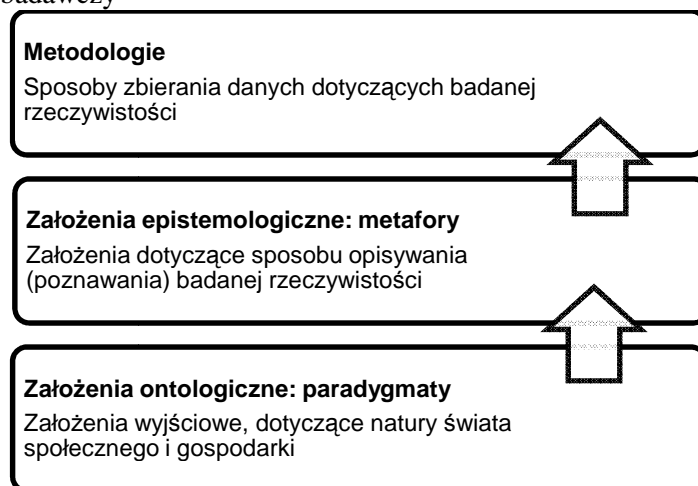 badawczy
Metodologie
Sposoby zbierania danych dotyczących badanej
rzeczywistości
Założenia epistemologiczne: metafory
Założenia dotyczące sposobu opisywania
(poznawania) badanej rzeczywistości
Założenia ontologiczne: paradygmaty
Założenia wyjściowe, dotyczące natury świata
społecznego i gospodarki